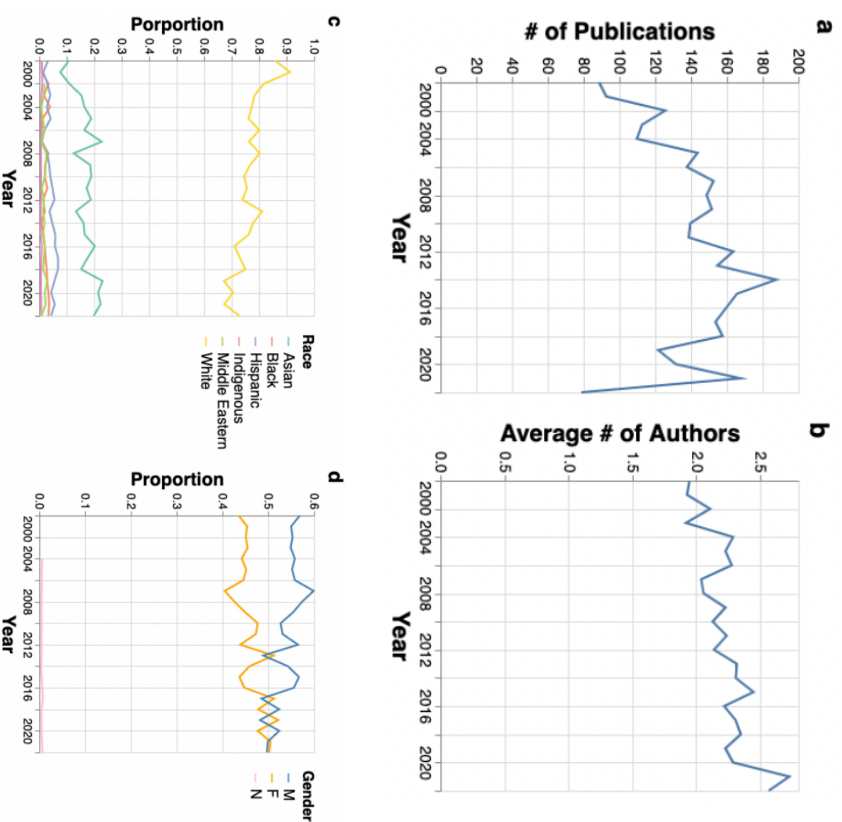 a
# of Publications
200
180
160
140
120
100
80
60
40
20
0
2000 2004 2008 2012 2016 2020
Year
b
Average # of Authors
2.5
2.0
1.5
1.0
0.5
0.0
2000 2004 2008 2012 2016 2020
Year
c
Porportion
1.0
0.9
0.8
0.7
0.6
0.5
0.4
0.3
0.2
0.1
0.0
2000 2004 2008 2012 2016 2020
Year
Race
Asian
Black
Hispanic
Indigenous
Middle Eastern
White
d
Proportion
0.6
0.5
0.4
0.3
0.2
0.1
0.0
2000 2004 2008 2012 2016 2020
Year
Gender
M
F
N